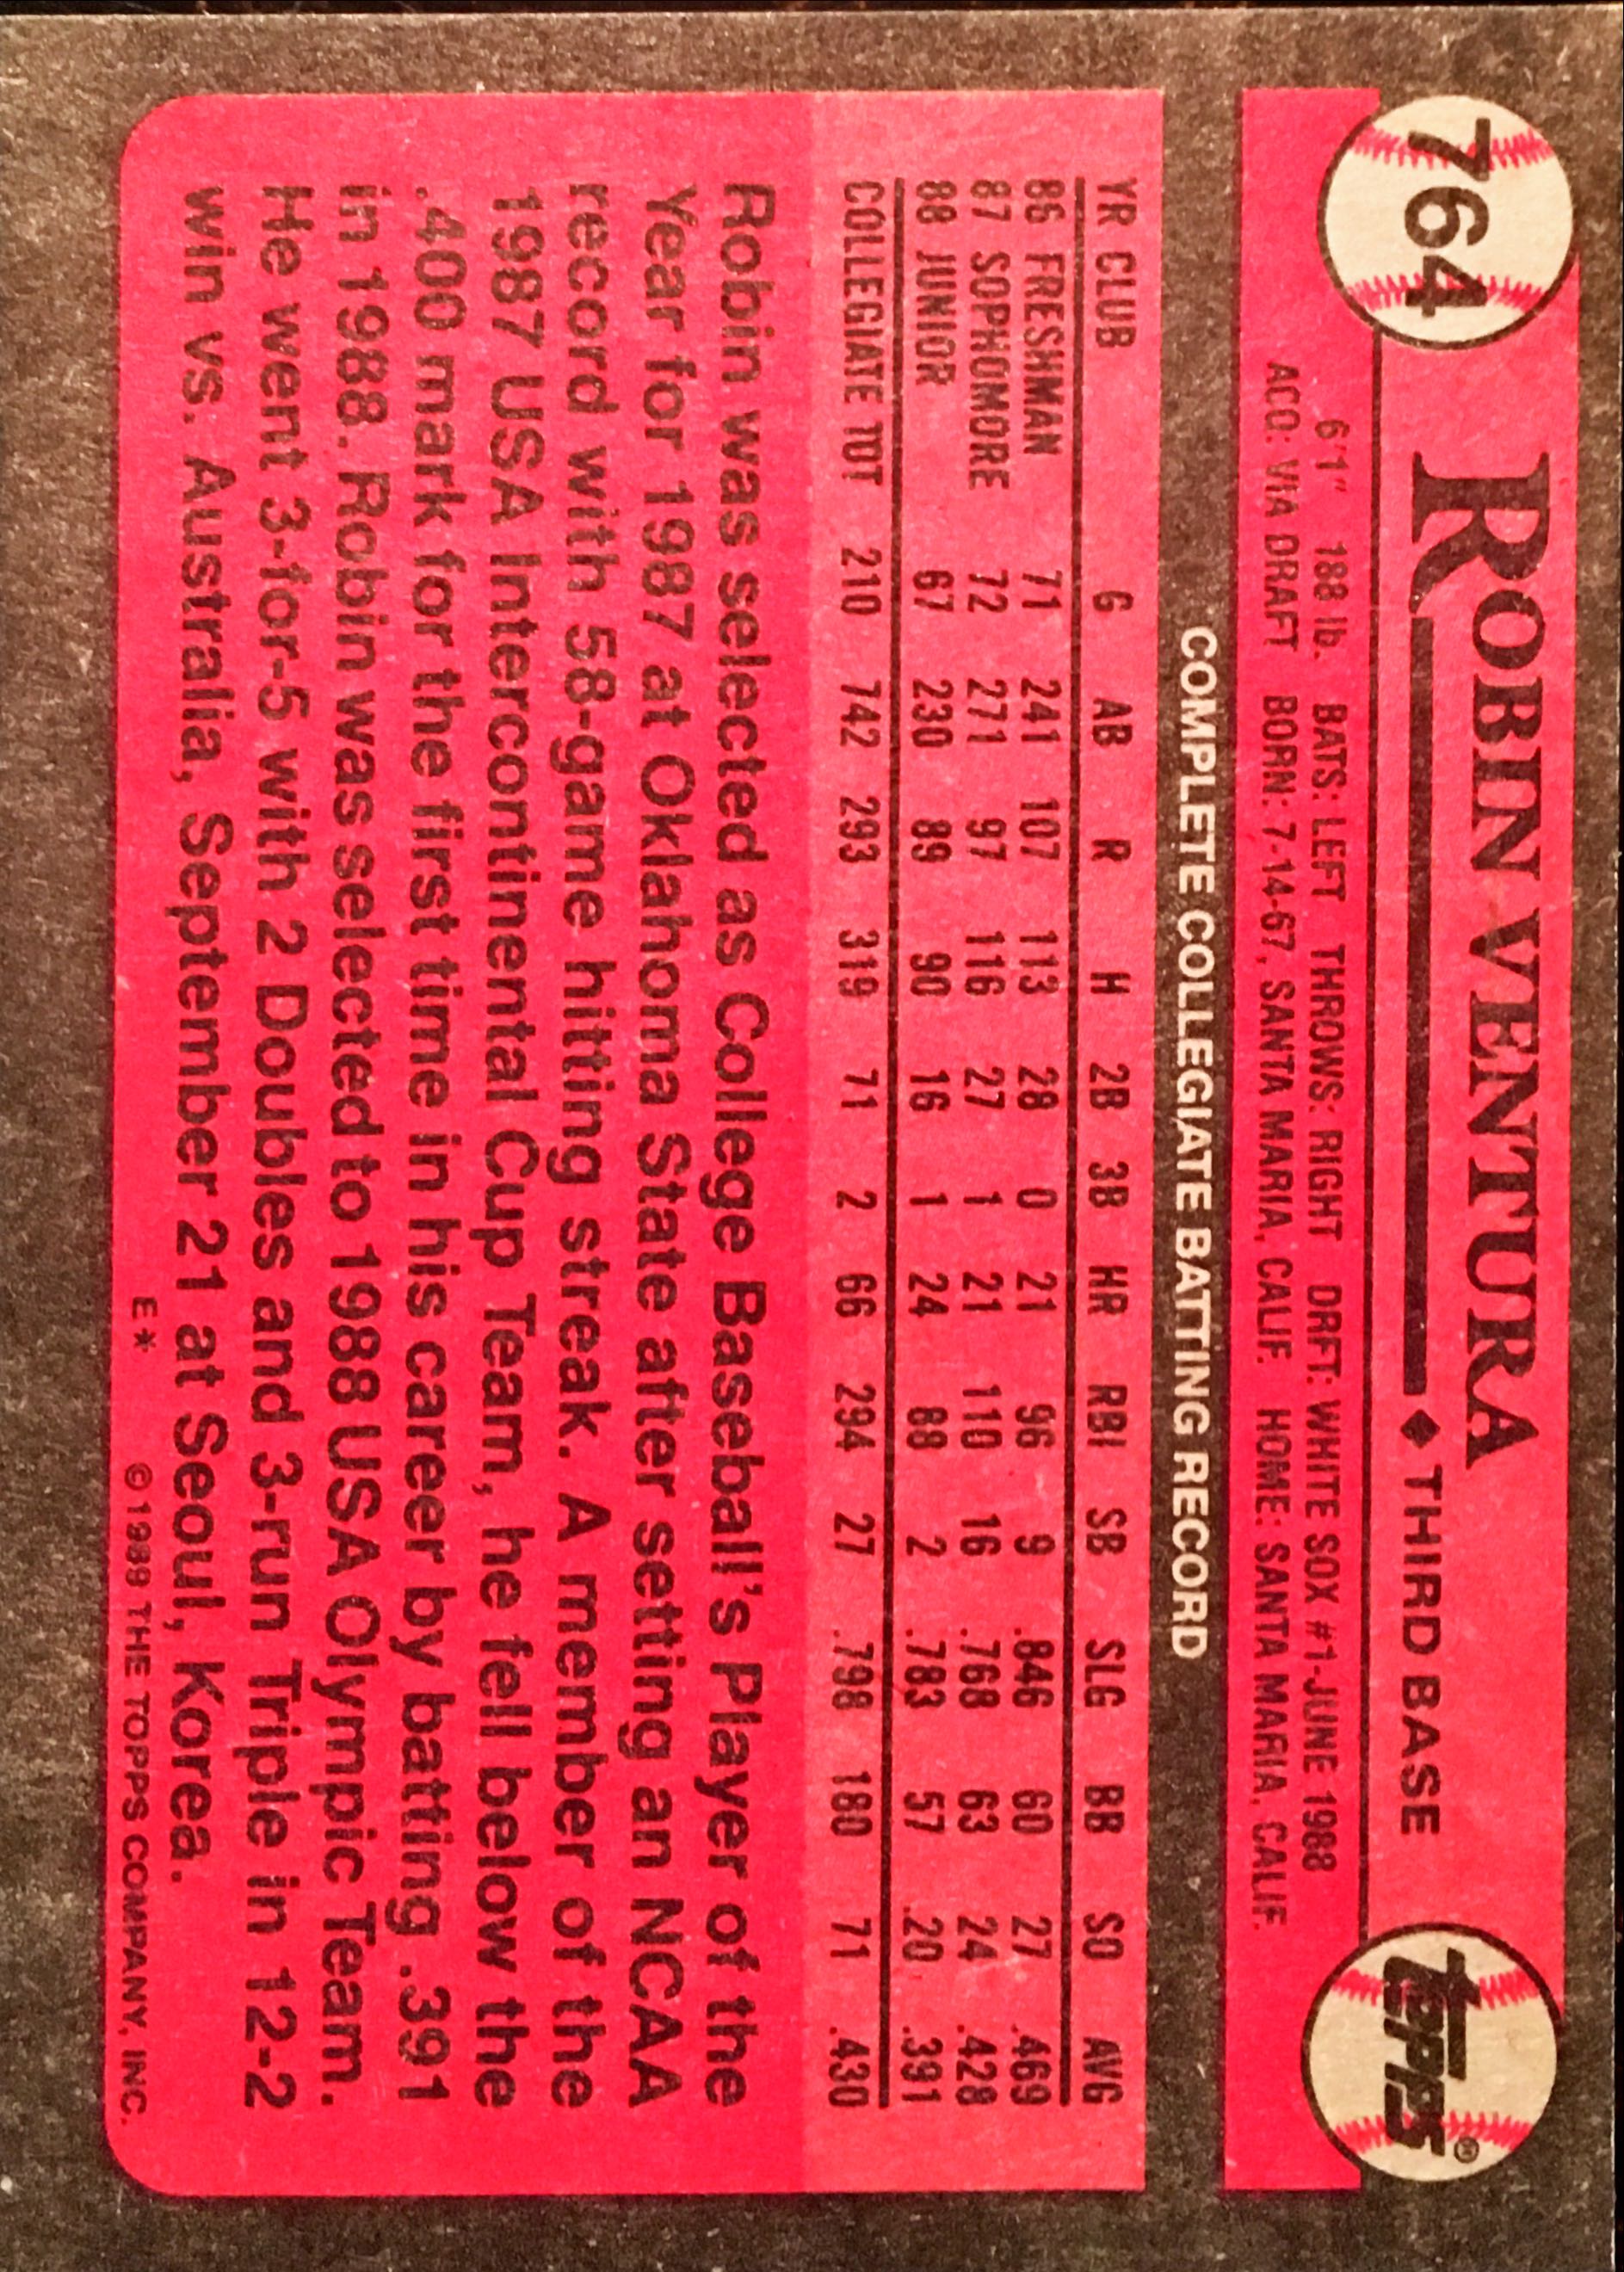 764
ROBIN VENTURA
THIRD BASE
topps®
6'1" 188 lb. BATS: LEFT THROWS: RIGHT DRFT: WHITE SOX #1-JUNE 1988
ACQ: VIA DRAFT BORN: 7-14-67, SANTA MARIA, CALIF. HOME: SANTA MARIA, CALIF.
COMPLETE COLLEGIATE BATTING RECORD
YR CLUB G AB R H 2B 3B HR RBI SB SLG BB SO AVG
86 FRESHMAN 71 241 107 113 28 0 21 96 9 .846 60 27 .469
87 SOPHOMORE 72 271 97 116 27 1 21 110 16 .768 63 24 .428
88 JUNIOR 67 230 89 90 16 1 24 88 2 .783 57 20 .391
COLLEGIATE TOT 210 742 293 319 71 2 66 294 27 .798 180 71 .430
Robin was selected as College Baseball's Player of the
Year for 1987 at Oklahoma State after setting an NCAA
record with 58-game hitting streak. A member of the
1987 USA Intercontinental Cup Team, he fell below the
.400 mark for the first time in his career by batting .391
in 1988. Robin was selected to 1988 USA Olympic Team.
He went 3-for-5 with 2 Doubles and 3-run Triple in 12-2
win vs. Australia, September 21 at Seoul, Korea.
E* © 1989 THE TOPPS COMPANY, INC.